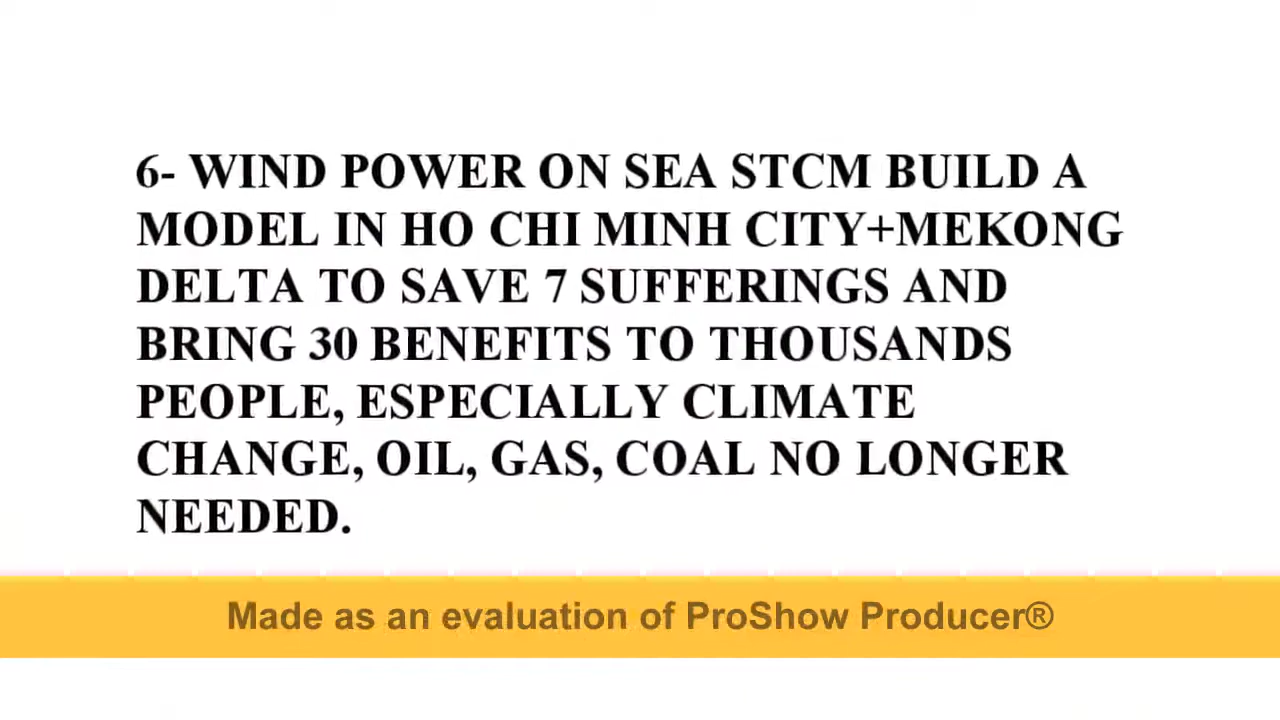 6- WIND POWER ON SEA STCM BUILD A
MODEL IN HO CHI MINH CITY+MEKONG
DELTA TO SAVE 7 SUFFERINGS AND
BRING 30 BENEFITS TO THOUSANDS
PEOPLE, ESPECIALLY CLIMATE
CHANGE, OIL, GAS, COAL NO LONGER
NEEDED.
Made as an evaluation of ProShow Producer®